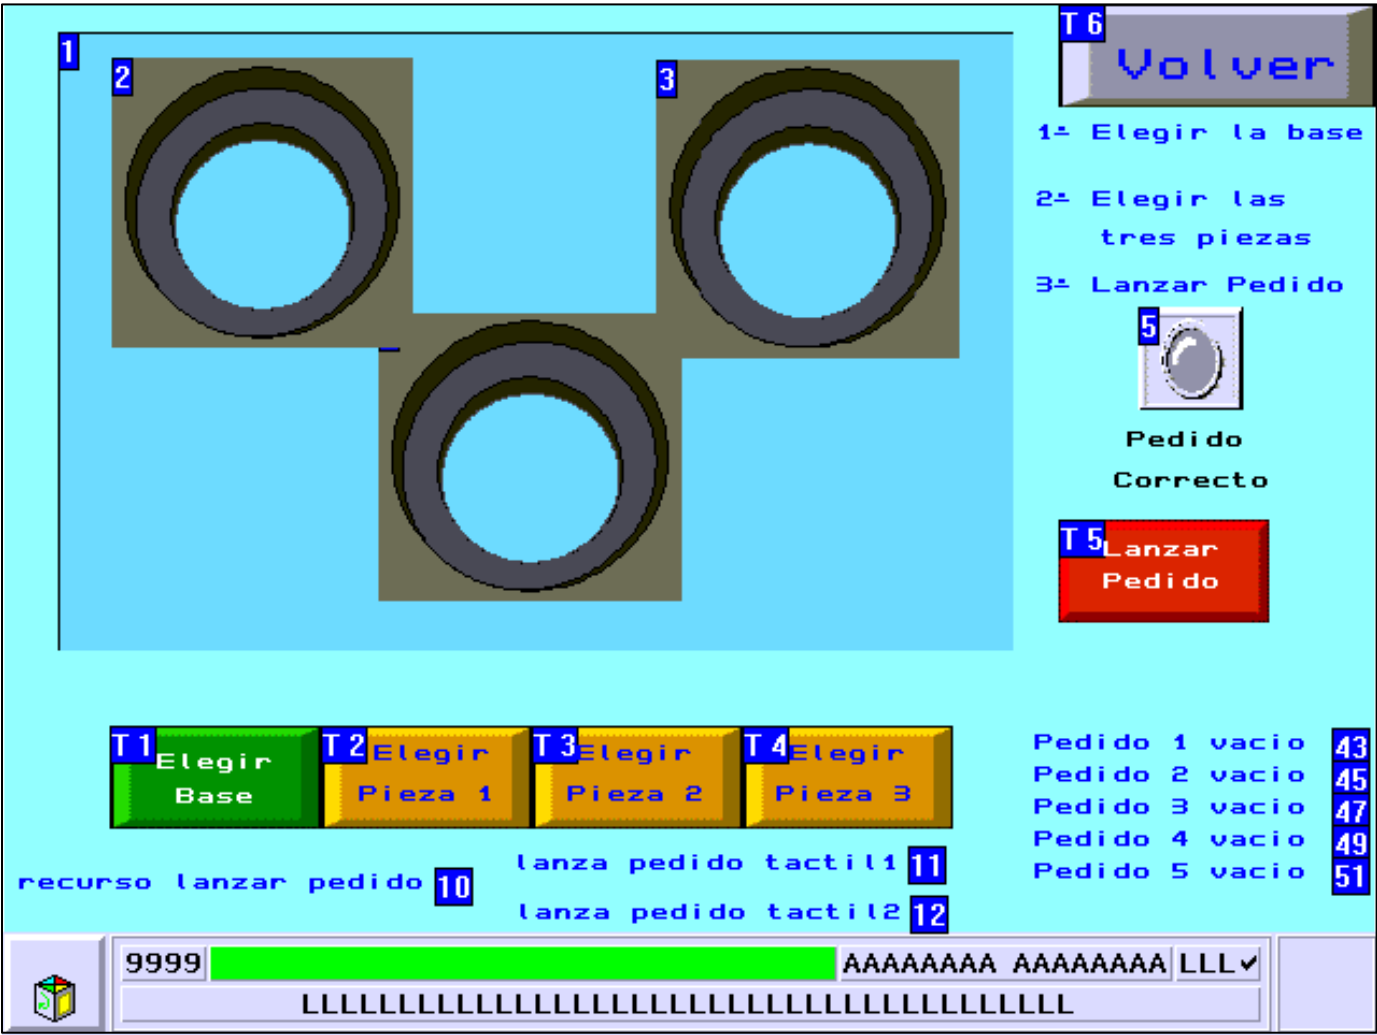 1
2
3
T 6
Volver
1- Elegir la base
2- Elegir las
tres piezas
3- Lanzar Pedido
5
Pedido
Correcto
T 5
Lanzar
Pedido
T 1
Elegir
Base
T 2
Elegir
Pieza 1
T 3
Elegir
Pieza 2
T 4
Elegir
Pieza 3
Pedido 1 vacio 43
Pedido 2 vacio 45
Pedido 3 vacio 47
Pedido 4 vacio 49
Pedido 5 vacio 51
lanza pedido tactil1 11
recurso lanzar pedido 10
lanza pedido tactil2 12
9999 AAAAAAAA AAAAAAAA LLL✓
LLLLLLLLLLLLLLLLLLLLLLLLLLLLLLLLLLLLLLLL